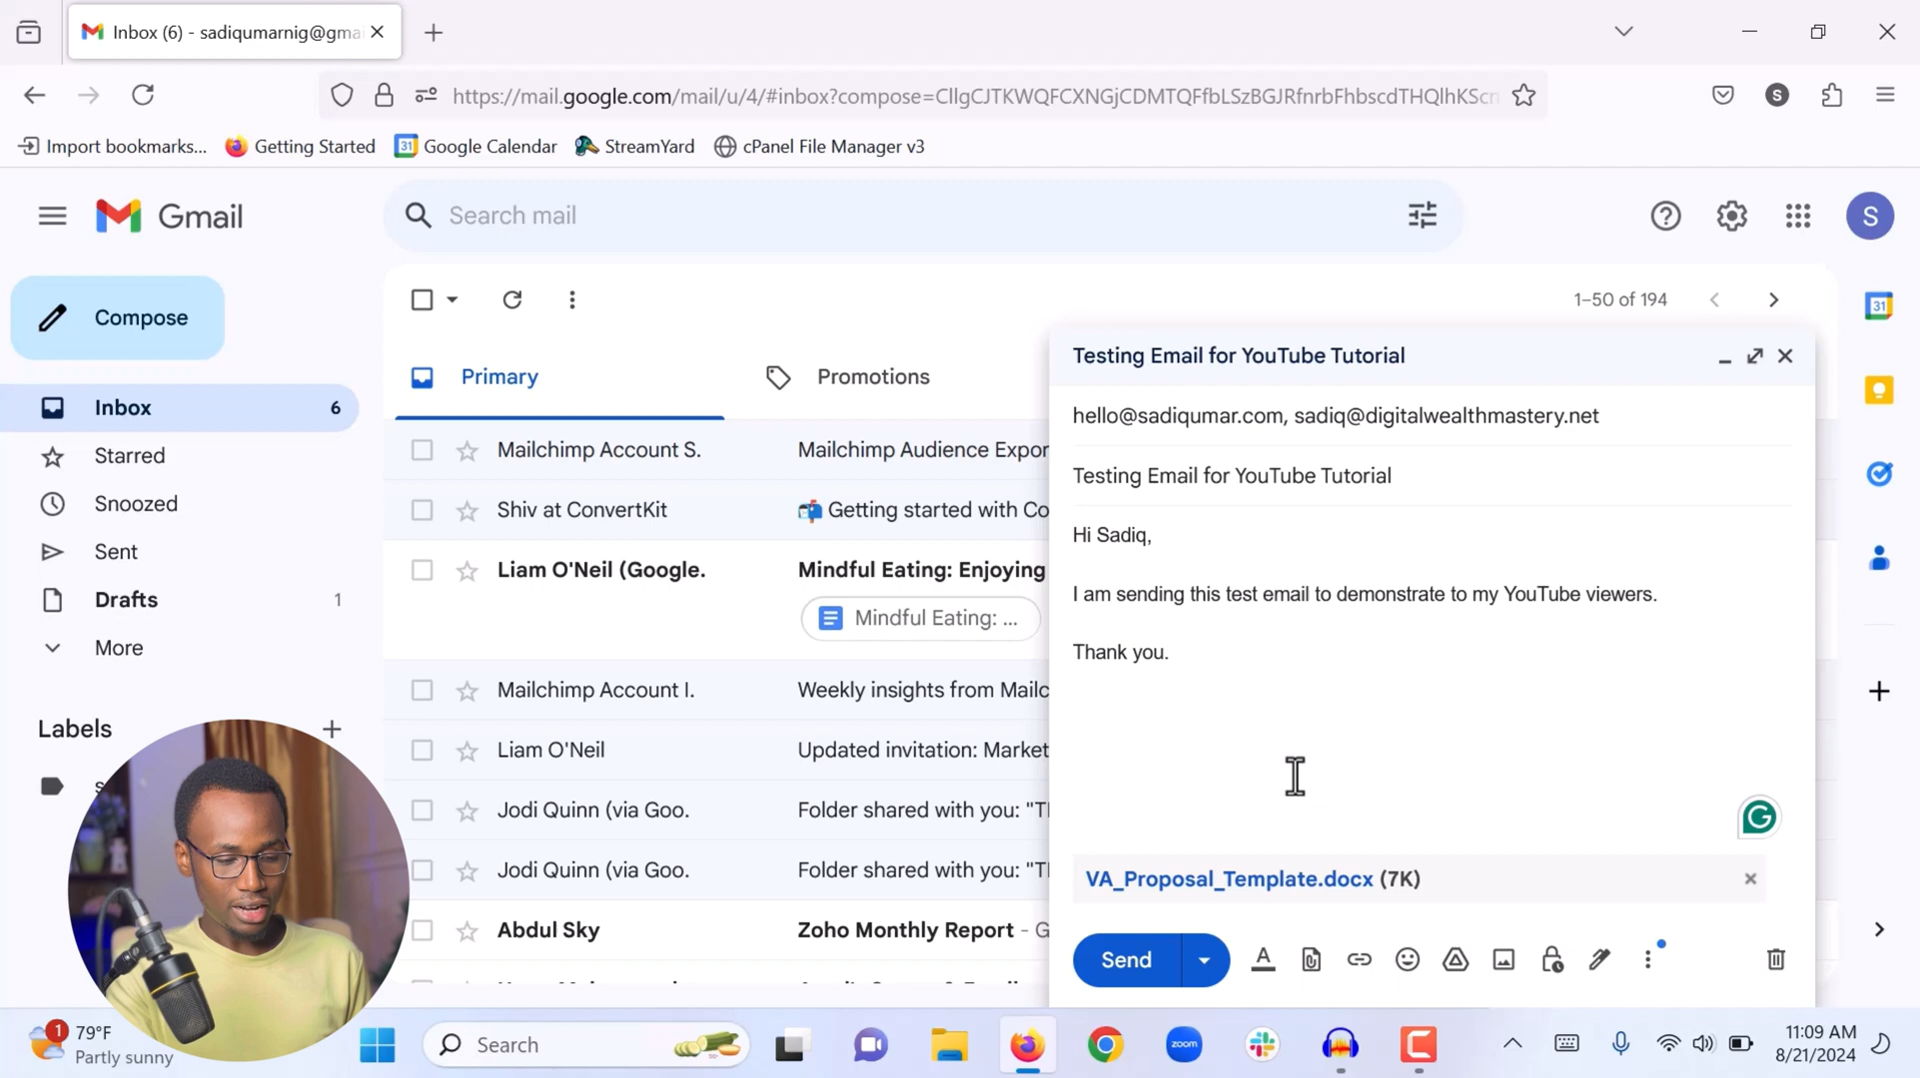 Inbox (6) - sadiqumarnig@gma
https://mail.google.com/mail/u/4/#inbox?compose=CllgCJTKWQFCXNGjCDMTQFfbLSzBGJRfnrbFhbscdTHQlhKScn
S
Import bookmarks...
Getting Started
31
Google Calendar
StreamYard
cPanel File Manager v3
Gmail
Search mail
S
Compose
1–50 of 194
31
Inbox
6
Starred
Snoozed
Sent
Drafts
1
More
Labels
Primary
Promotions
Mailchimp Account S.
Mailchimp Audience Expor
Shiv at ConvertKit
Getting started with Co
Liam O'Neil (Google.
Mindful Eating: Enjoying
Mindful Eating: ...
Mailchimp Account I.
Weekly insights from Mailc
Liam O'Neil
Updated invitation: Market
Jodi Quinn (via Goo.
Folder shared with you: "Tl
Jodi Quinn (via Goo.
Folder shared with you: "Tl
Abdul Sky
Zoho Monthly Report - G
Testing Email for YouTube Tutorial
hello@sadiqumar.com, sadiq@digitalwealthmastery.net
Testing Email for YouTube Tutorial
Hi Sadiq,
I am sending this test email to demonstrate to my YouTube viewers.
Thank you.
G
VA_Proposal_Template.docx (7K)
Send
1
79°F
Partly sunny
Search
zoom
11:09 AM
8/21/2024